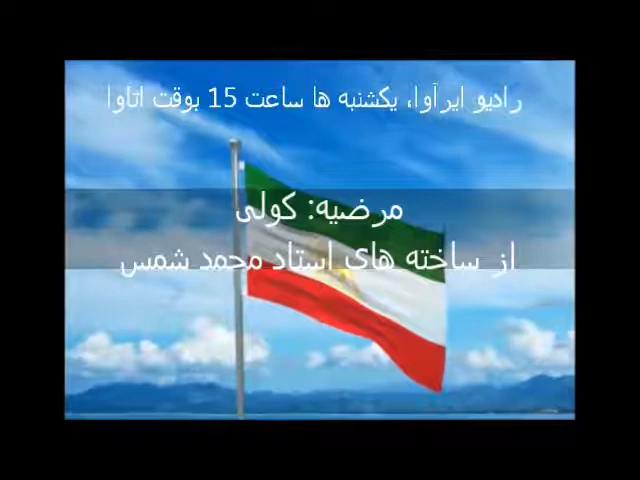 رادیو ایرآوا، یکشنبه ها ساعت 15 بوقت اتاوا
مرضیه: کولی
از ساخته های استاد محمد شمس